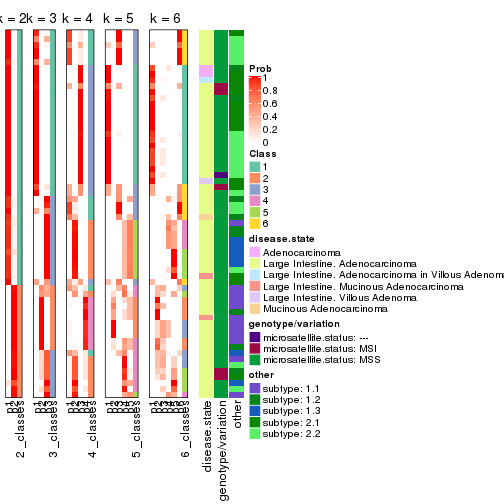 k = 2 k = 3 k = 4 k = 5 k = 6
Prob
1
0.8
0.6
0.4
0.2
0
Class
1
2
3
4
5
6
disease.state
Adenocarcinoma
Large Intestine. Adenocarcinoma
Large Intestine. Adenocarcinoma in Villous Adenoma
Large Intestine. Mucinous Adenocarcinoma
Large Intestine. Villous Adenoma
Mucinous Adenocarcinoma
genotype/variation
microsatellite.status: ---
microsatellite.status: MSI
microsatellite.status: MSS
other
subtype: 1.1
subtype: 1.2
subtype: 1.3
subtype: 2.1
subtype: 2.2
2_classes
3_classes
4_classes
5_classes
6_classes
disease.state
genotype/variation
other